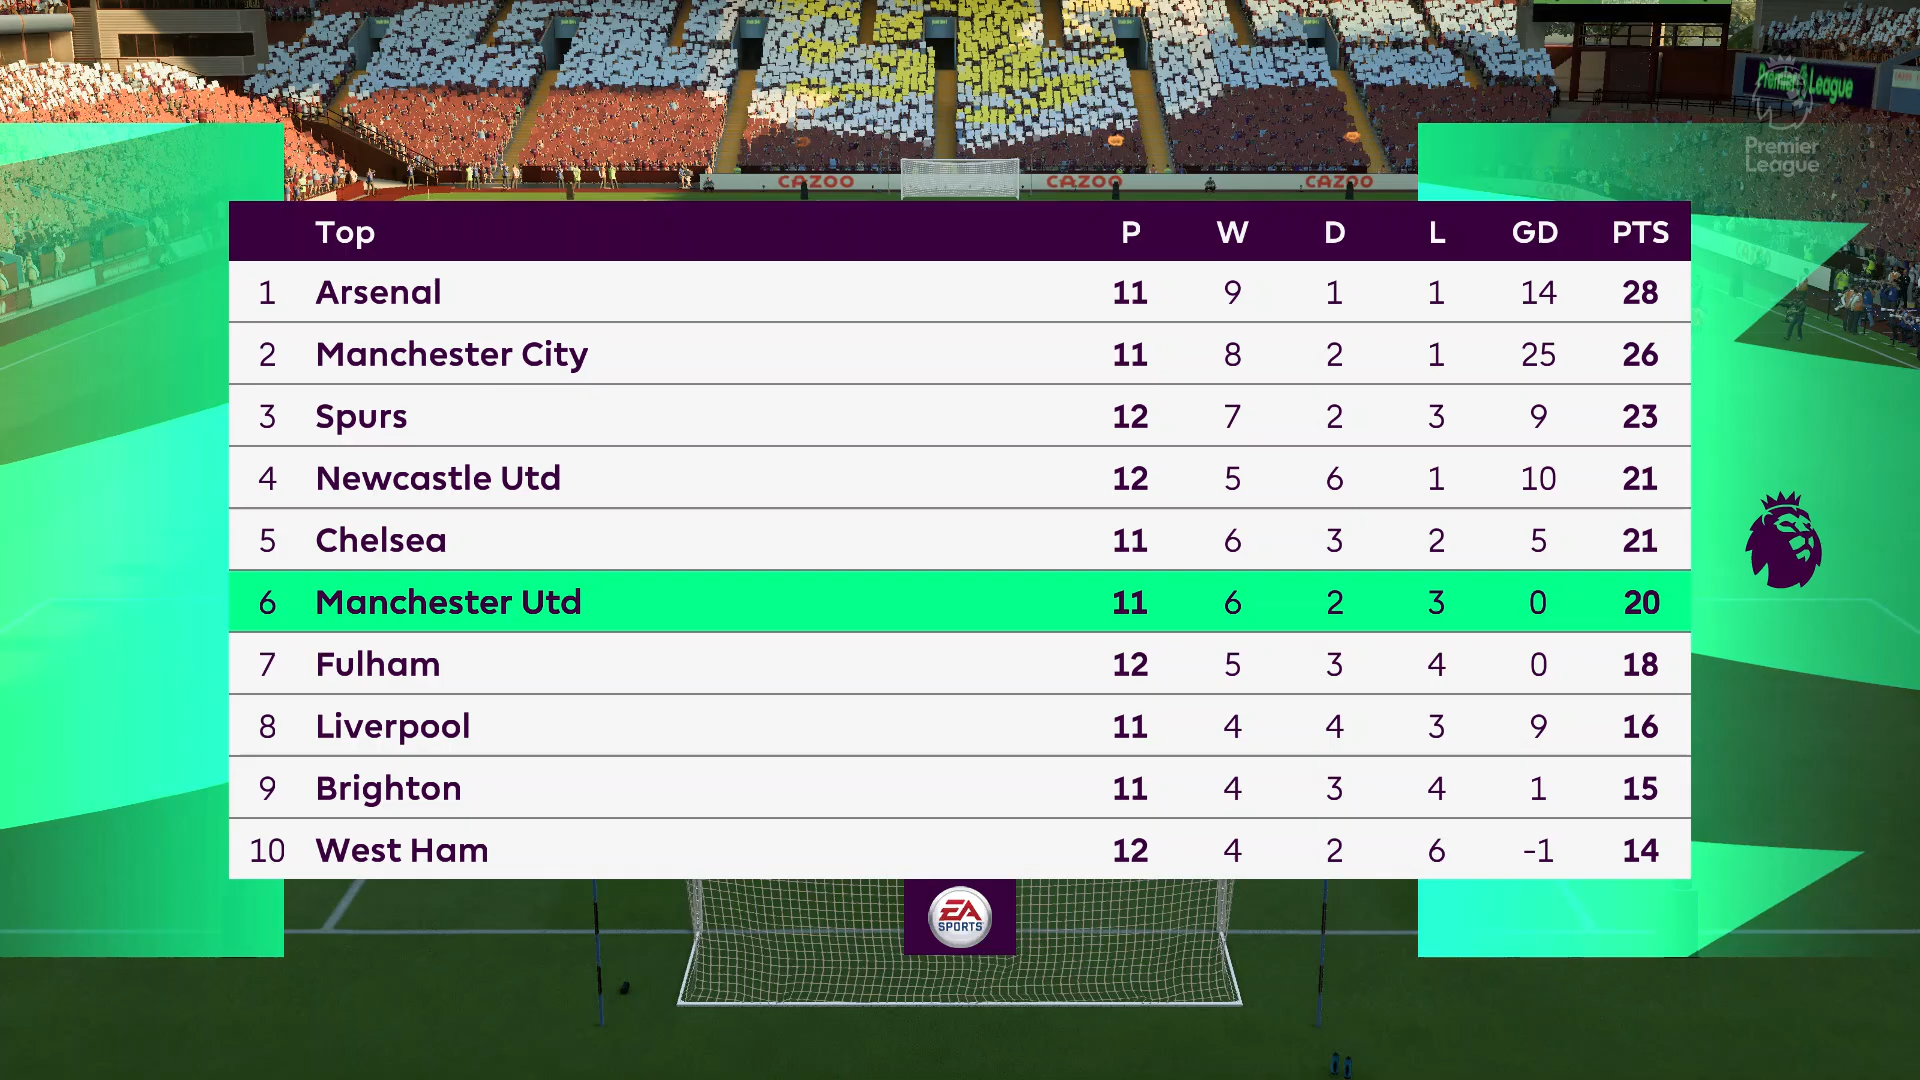 Premier League
Premier
League
CAZOO CAZOO CAZOO
Top P W D L GD PTS
1 Arsenal 11 9 1 1 14 28
2 Manchester City 11 8 2 1 25 26
3 Spurs 12 7 2 3 9 23
4 Newcastle Utd 12 5 6 1 10 21
5 Chelsea 11 6 3 2 5 21
6 Manchester Utd 11 6 2 3 0 20
7 Fulham 12 5 3 4 0 18
8 Liverpool 11 4 4 3 9 16
9 Brighton 11 4 3 4 1 15
10 West Ham 12 4 2 6 -1 14
EA
SPORTS